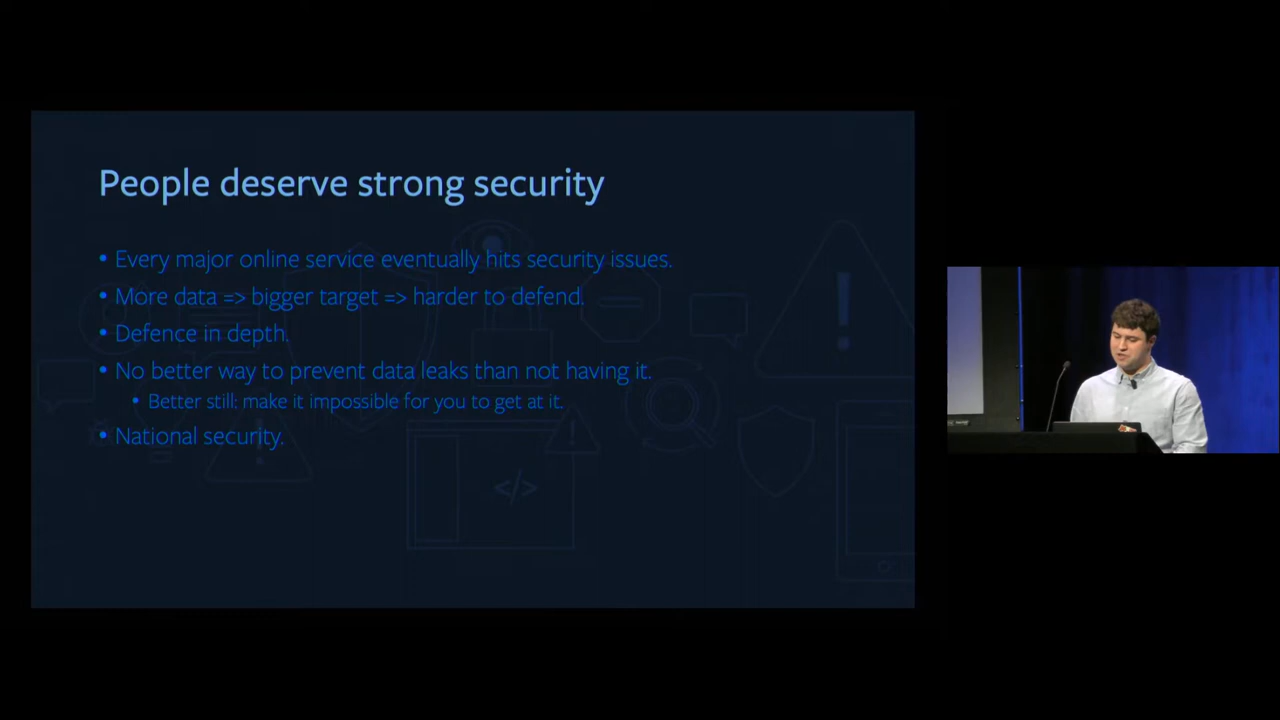 People deserve strong security
• Every major online service eventually hits security issues.
• More data => bigger target => harder to defend.
• Defence in depth.
• No better way to prevent data leaks than not having it.
• Better still: make it impossible for you to get at it.
• National security.